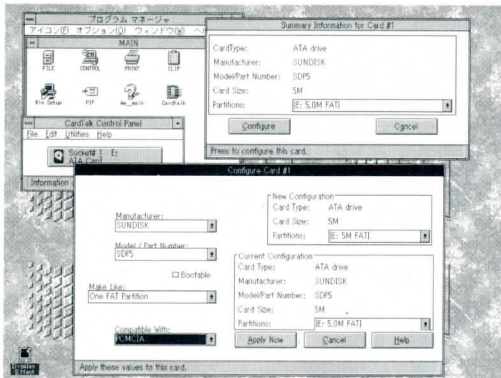 プログラム マネージャ
アイコン(F) オプション(O) ウィンドウ(W)
MAIN
FILE
CONTROL
PRINT
CLIP
Win Setup
PIF
Cardtalk
CardTalk Control Panel
File Edit Utilities Help
Socket# 1 E:
ATA Card
Information
Display
Effect
Summary Information for Card #1
CardType: ATA drive
Manufacturer: SUNDISK
Model/Part Number: SDP5
Card Size: 5M
Partitions: [E: 5.0M FAT]
Configure
Cancel
Press to configure this card.
Configure Card #1
Manufacturer:
SUNDISK
Model / Part Number:
SDP5
Bootable
Make Like:
One FAT Partition
Compatible With:
PCMCIA
New Configuration
Card Type: ATA drive
Card Size: 5M
Partitions: [E: 5M FAT]
Current Configuration
Card Type: ATA drive
Manufacturer: SUNDISK
Model/Part Number: SDP5
Card Size: 5M
Partitions: [E: 5.0M FAT]
Apply Now
Cancel
Help
Apply these values to this card.